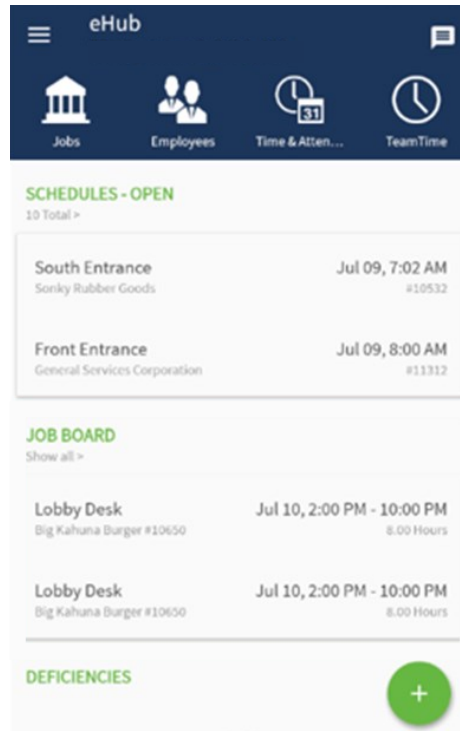 eHub
31
Jobs Employees Time & Atten... TeamTime
SCHEDULES - OPEN
10 Total >
South Entrance Jul 09, 7:02 AM
Sonky Rubber Goods #10532
Front Entrance Jul 09, 8:00 AM
General Services Corporation #11312
JOB BOARD
Show all >
Lobby Desk Jul 10, 2:00 PM - 10:00 PM
Big Kahuna Burger #10650 8.00 Hours
Lobby Desk Jul 10, 2:00 PM - 10:00 PM
Big Kahuna Burger #10650 8.00 Hours
DEFICIENCIES
+